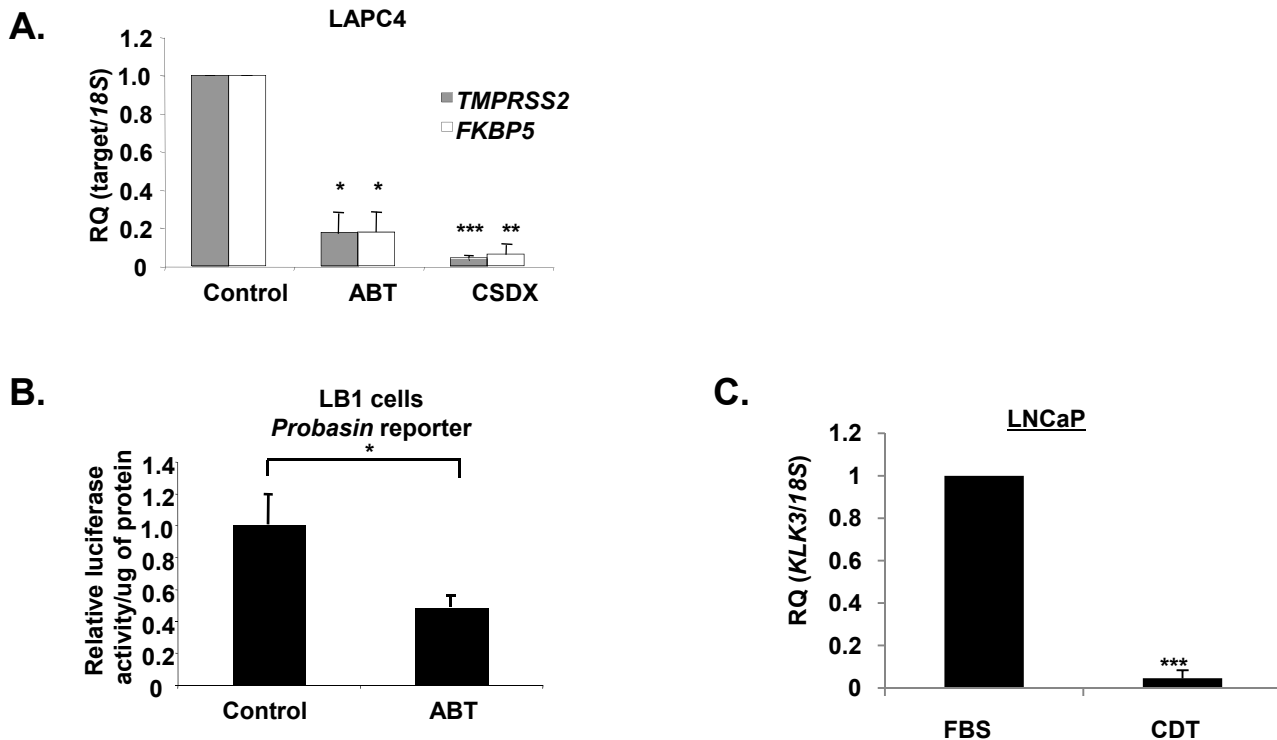 A.
LAPC4
RQ (target/18S)
1.2
1.0
0.8
0.6
0.4
0.2
0
TMPRSS2
FKBP5
* * *** **
Control ABT CSDX
B.
LB1 cells
Probasin reporter
*
Relative luciferase
activity/ug of protein
1.4
1.2
1.0
0.8
0.6
0.4
0.2
0
Control ABT
C.
LNCaP
RQ (KLK3/18S)
1.2
1
0.8
0.6
0.4
0.2
0
***
FBS CDT